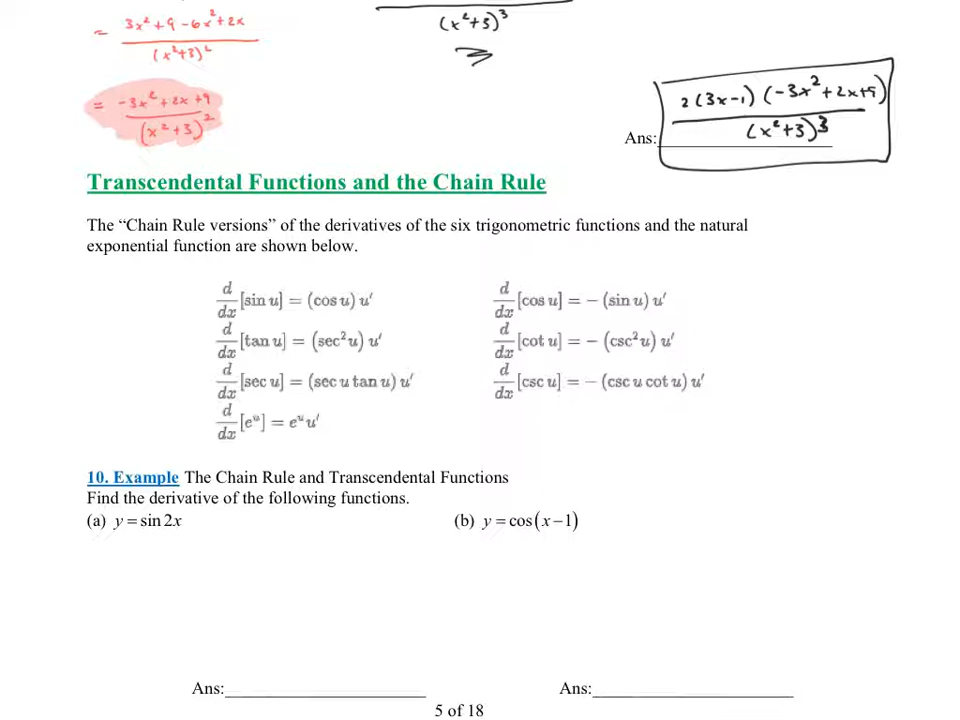 = 3x² + 9 - 6x² + 2x / (x²+3)²
(x²+3)³
= -3x² + 2x + 9 / (x² + 3)²
2(3x-1)(-3x²+2x+9) / (x²+3)³
Ans:____________________
Transcendental Functions and the Chain Rule
The “Chain Rule versions” of the derivatives of the six trigonometric functions and the natural
exponential function are shown below.
d/dx [sin u] = (cos u) u′ d/dx [cos u] = − (sin u) u′
d/dx [tan u] = (sec² u) u′ d/dx [cot u] = − (csc² u) u′
d/dx [sec u] = (sec u tan u) u′ d/dx [csc u] = − (csc u cot u) u′
d/dx [eᵘ] = eᵘ u′
10. Example The Chain Rule and Transcendental Functions
Find the derivative of the following functions.
(a) y = sin 2x (b) y = cos(x − 1)
Ans:_______________________ Ans:_______________________
5 of 18